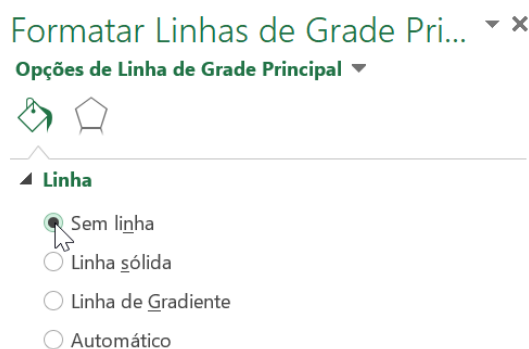 Formatar Linhas de Grade Pri...
Opções de Linha de Grade Principal
Linha
Sem linha
Linha sólida
Linha de Gradiente
Automático